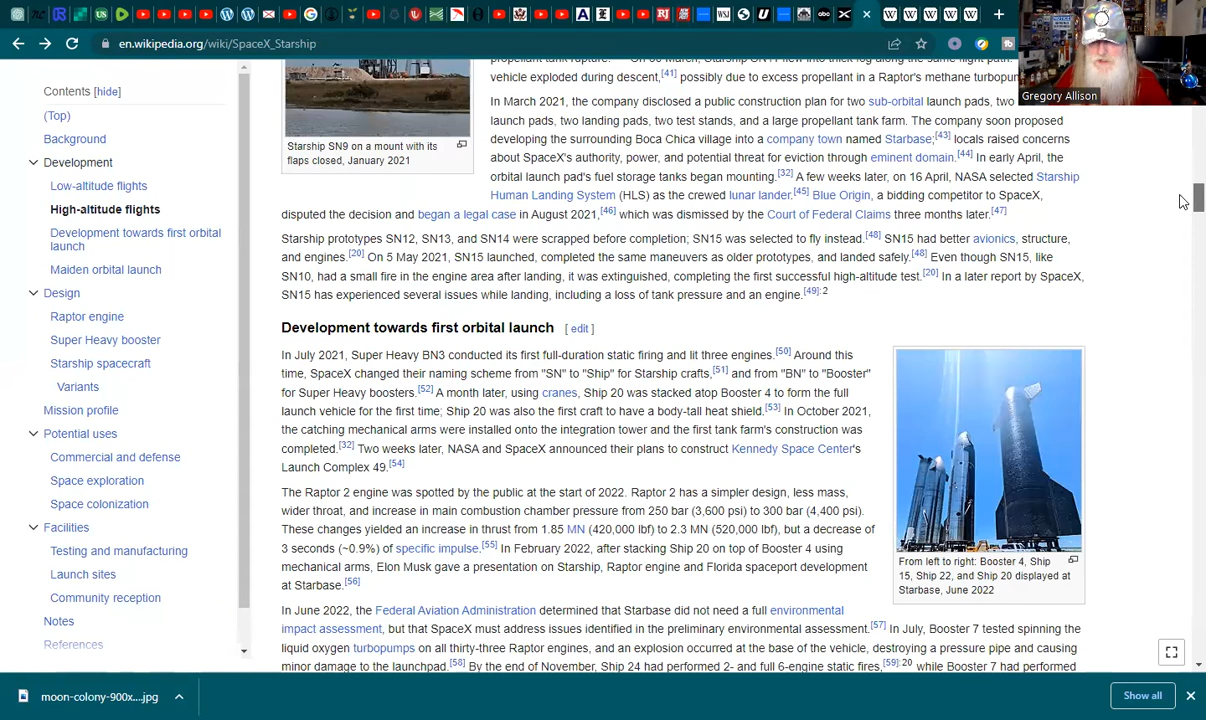 en.wikipedia.org/wiki/SpaceX_Starship
Gregory Allison
Contents [hide]
(Top)
Background
Development
Low-altitude flights
High-altitude flights
Development towards first orbital
launch
Maiden orbital launch
Design
Raptor engine
Super Heavy booster
Starship spacecraft
Variants
Mission profile
Potential uses
Commercial and defense
Space exploration
Space colonization
Facilities
Testing and manufacturing
Launch sites
Community reception
Notes
References
Starship SN9 on a mount with its
flaps closed, January 2021
vehicle exploded during descent,[41] possibly due to excess propellant in a Raptor's methane turbopu
In March 2021, the company disclosed a public construction plan for two sub-orbital launch pads, two
launch pads, two landing pads, two test stands, and a large propellant tank farm. The company soon proposed
developing the surrounding Boca Chica village into a company town named Starbase;[43] locals raised concerns
about SpaceX's authority, power, and potential threat for eviction through eminent domain.[44] In early April, the
orbital launch pad's fuel storage tanks began mounting.[32] A few weeks later, on 16 April, NASA selected Starship
Human Landing System (HLS) as the crewed lunar lander.[45] Blue Origin, a bidding competitor to SpaceX,
disputed the decision and began a legal case in August 2021,[46] which was dismissed by the Court of Federal Claims three months later.[47]
Starship prototypes SN12, SN13, and SN14 were scrapped before completion; SN15 was selected to fly instead.[48] SN15 had better avionics, structure,
and engines.[20] On 5 May 2021, SN15 launched, completed the same maneuvers as older prototypes, and landed safely.[48] Even though SN15, like
SN10, had a small fire in the engine area after landing, it was extinguished, completing the first successful high-altitude test.[20] In a later report by SpaceX,
SN15 has experienced several issues while landing, including a loss of tank pressure and an engine.[49]: 2
Development towards first orbital launch [ edit ]
In July 2021, Super Heavy BN3 conducted its first full-duration static firing and lit three engines.[50] Around this
time, SpaceX changed their naming scheme from "SN" to "Ship" for Starship crafts,[51] and from "BN" to "Booster"
for Super Heavy boosters.[52] A month later, using cranes, Ship 20 was stacked atop Booster 4 to form the full
launch vehicle for the first time; Ship 20 was also the first craft to have a body-tall heat shield.[53] In October 2021,
the catching mechanical arms were installed onto the integration tower and the first tank farm's construction was
completed.[32] Two weeks later, NASA and SpaceX announced their plans to construct Kennedy Space Center's
Launch Complex 49.[54]
The Raptor 2 engine was spotted by the public at the start of 2022. Raptor 2 has a simpler design, less mass,
wider throat, and increase in main combustion chamber pressure from 250 bar (3,600 psi) to 300 bar (4,400 psi).
These changes yielded an increase in thrust from 1.85 MN (420,000 lbf) to 2.3 MN (520,000 lbf), but a decrease of
3 seconds (~0.9%) of specific impulse.[55] In February 2022, after stacking Ship 20 on top of Booster 4 using
mechanical arms, Elon Musk gave a presentation on Starship, Raptor engine and Florida spaceport development
at Starbase.[56]
From left to right: Booster 4, Ship
15, Ship 22, and Ship 20 displayed at
Starbase, June 2022
In June 2022, the Federal Aviation Administration determined that Starbase did not need a full environmental
impact assessment, but that SpaceX must address issues identified in the preliminary environmental assessment.[57] In July, Booster 7 tested spinning the
liquid oxygen turbopumps on all thirty-three Raptor engines, and an explosion occurred at the base of the vehicle, destroying a pressure pipe and causing
minor damage to the launchpad.[58] By the end of November, Ship 24 had performed 2- and full 6-engine static fires,[59]: 20 while Booster 7 had performed
moon-colony-900x....jpg
Show all